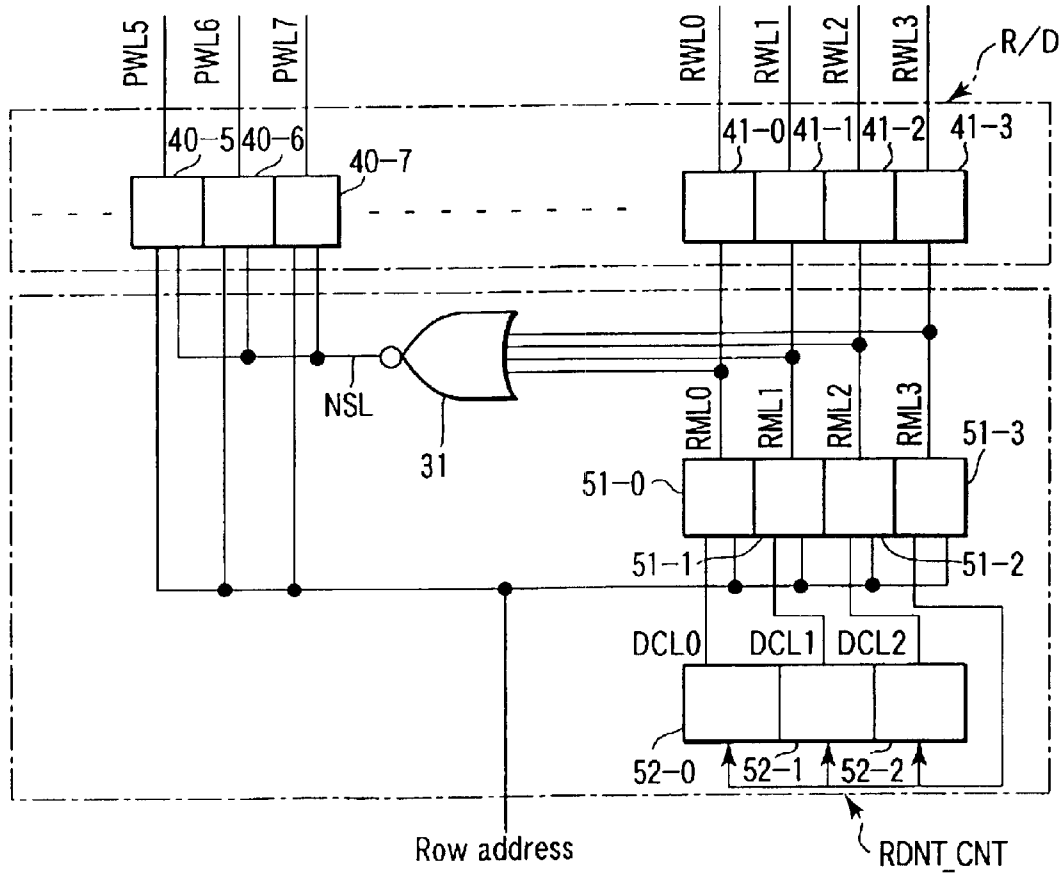 PWL5
PWL6
PWL7
RWL0
RWL1
RWL2
RWL3
R/D
40-5
40-6
40-7
41-0
41-1
41-2
41-3
NSL
31
RML0
RML1
RML2
RML3
51-3
51-0
51-1
51-2
DCL0
DCL1
DCL2
52-0
52-1
52-2
Row address
RDNT_CNT